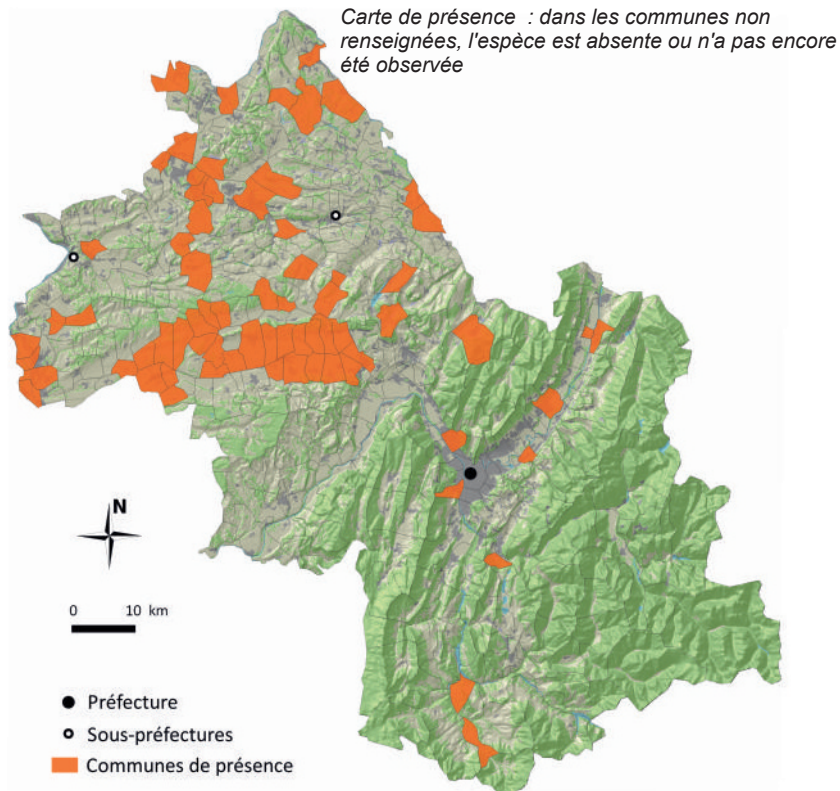 Carte de présence : dans les communes non
renseignées, l'espèce est absente ou n'a pas encore
été observée
N
0 10 km
Préfecture
Sous-préfectures
Communes de présence